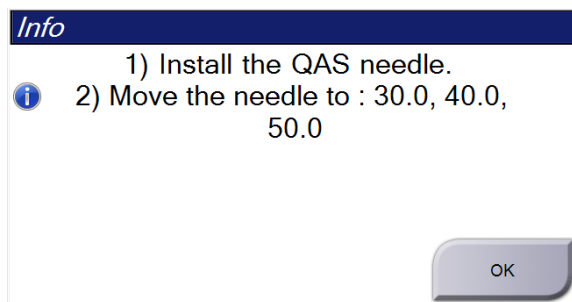 Info
1) Install the QAS needle.
2) Move the needle to : 30.0, 40.0,
50.0
OK